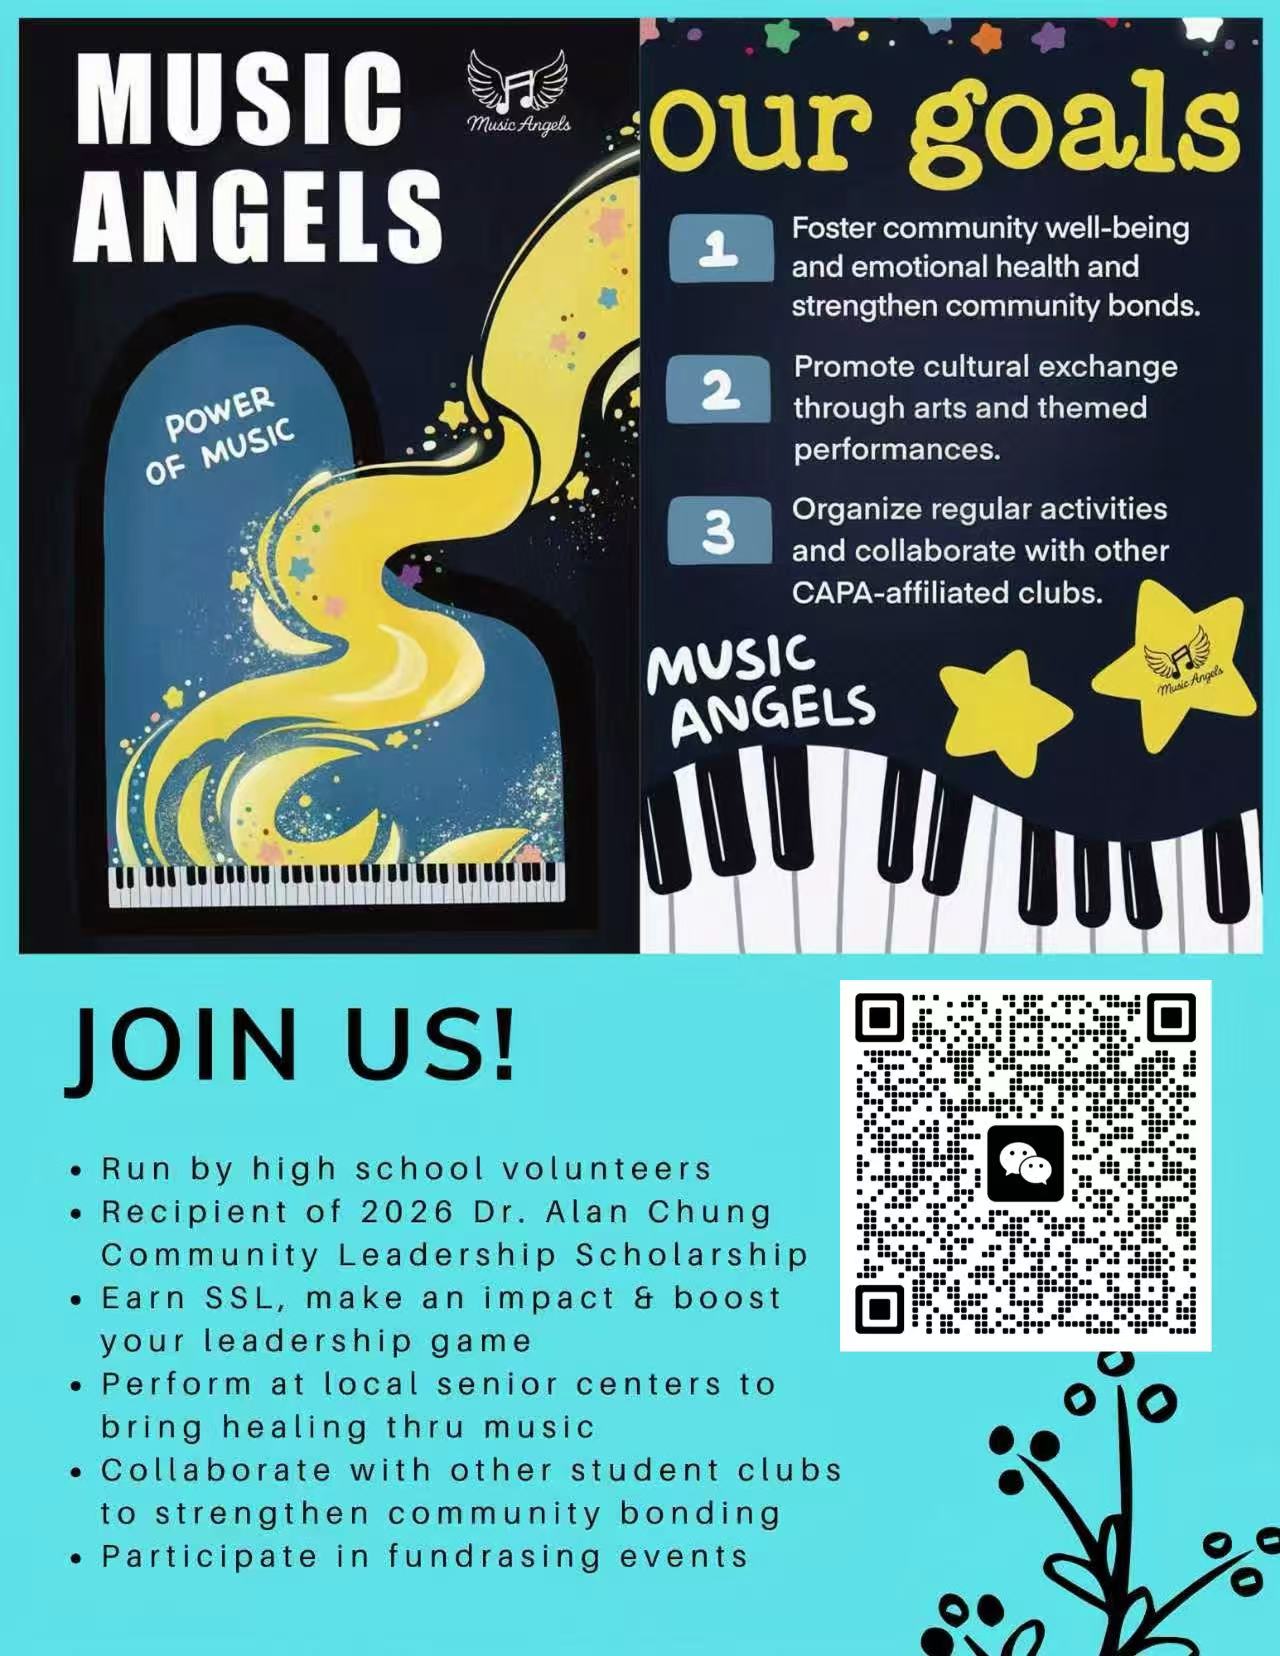 MUSIC
ANGELS
Music Angels
POWER
OF MUSIC
our goals
1
Foster community well-being
and emotional health and
strengthen community bonds.
2
Promote cultural exchange
through arts and themed
performances.
3
Organize regular activities
and collaborate with other
CAPA-affiliated clubs.
MUSIC
ANGELS
Music Angels
JOIN US!
• Run by high school volunteers
• Recipient of 2026 Dr. Alan Chung
Community Leadership Scholarship
• Earn SSL, make an impact & boost
your leadership game
• Perform at local senior centers to
bring healing thru music
• Collaborate with other student clubs
to strengthen community bonding
• Participate in fundrasing events